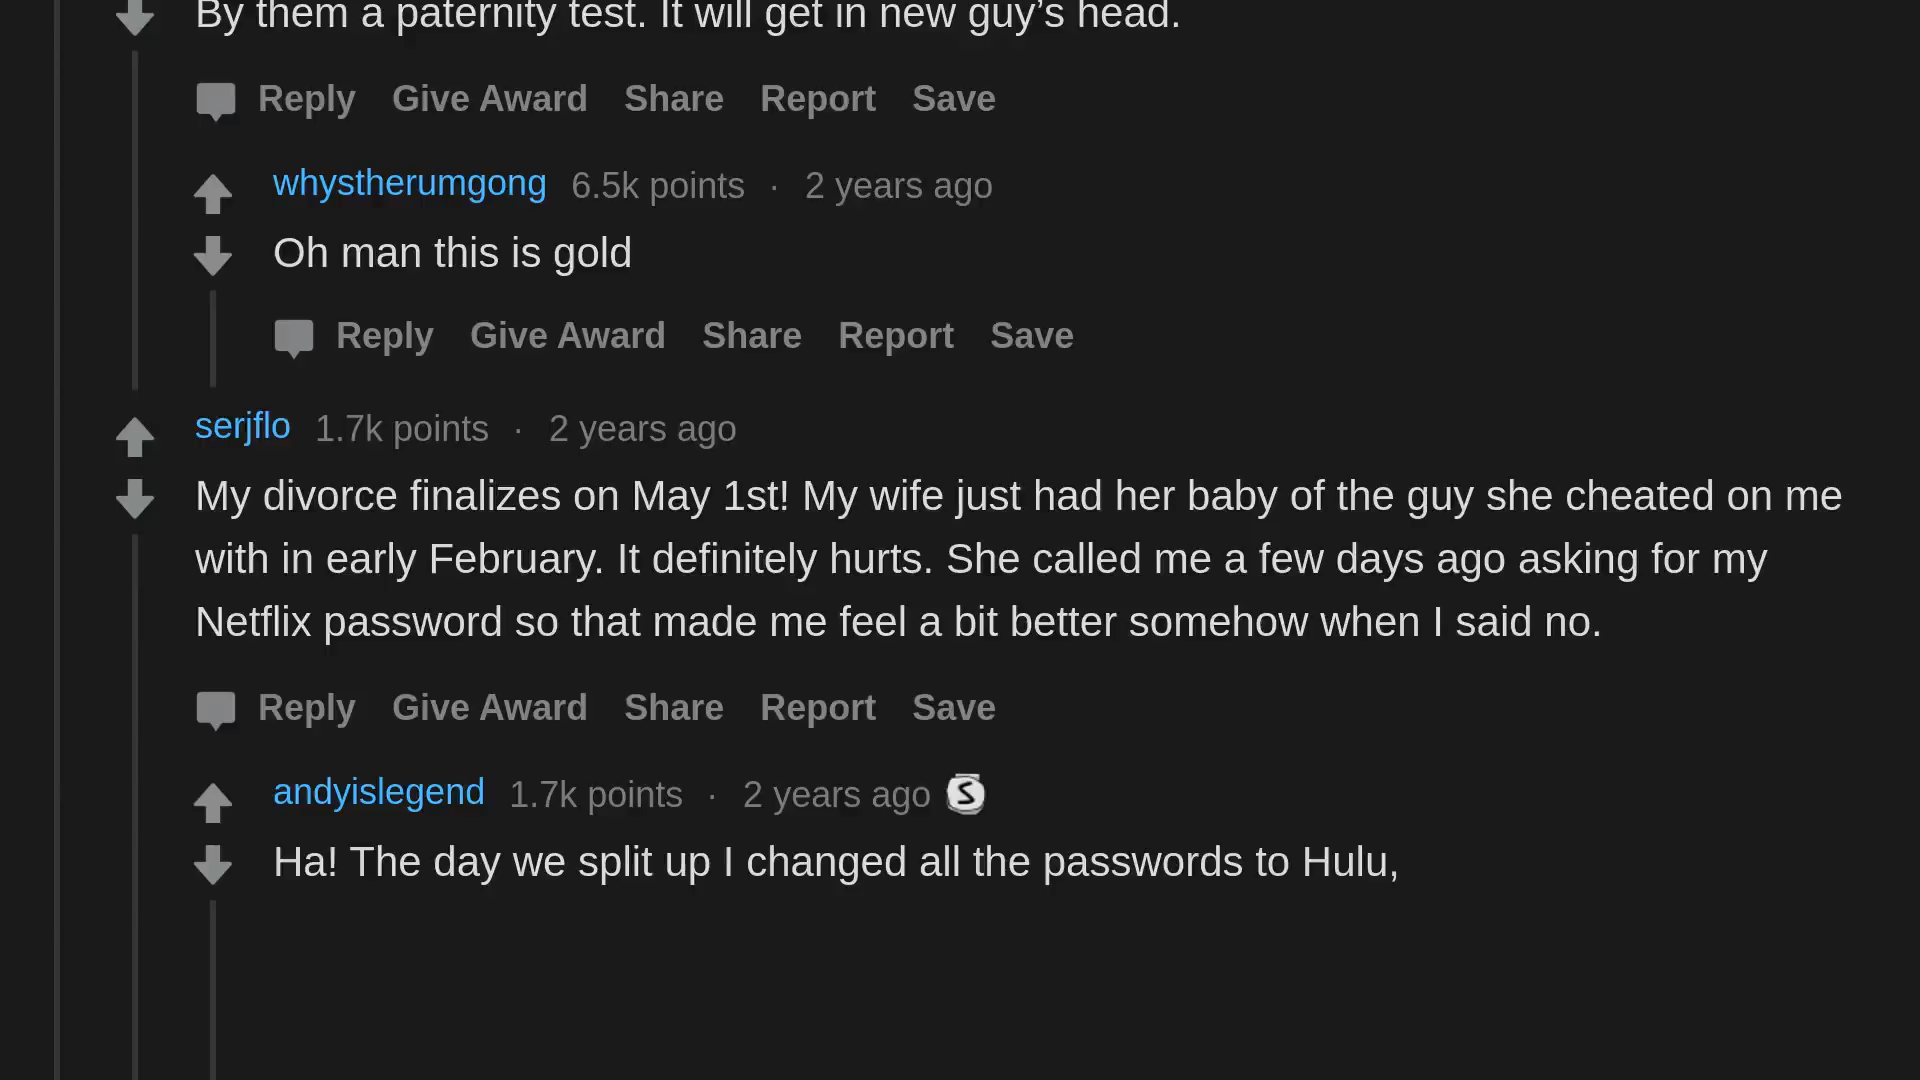 By them a paternity test. It will get in new guy’s head.
Reply Give Award Share Report Save
whystherumgong 6.5k points · 2 years ago
Oh man this is gold
Reply Give Award Share Report Save
serjflo 1.7k points · 2 years ago
My divorce finalizes on May 1st! My wife just had her baby of the guy she cheated on me
with in early February. It definitely hurts. She called me a few days ago asking for my
Netflix password so that made me feel a bit better somehow when I said no.
Reply Give Award Share Report Save
andyislegend 1.7k points · 2 years ago S
Ha! The day we split up I changed all the passwords to Hulu,